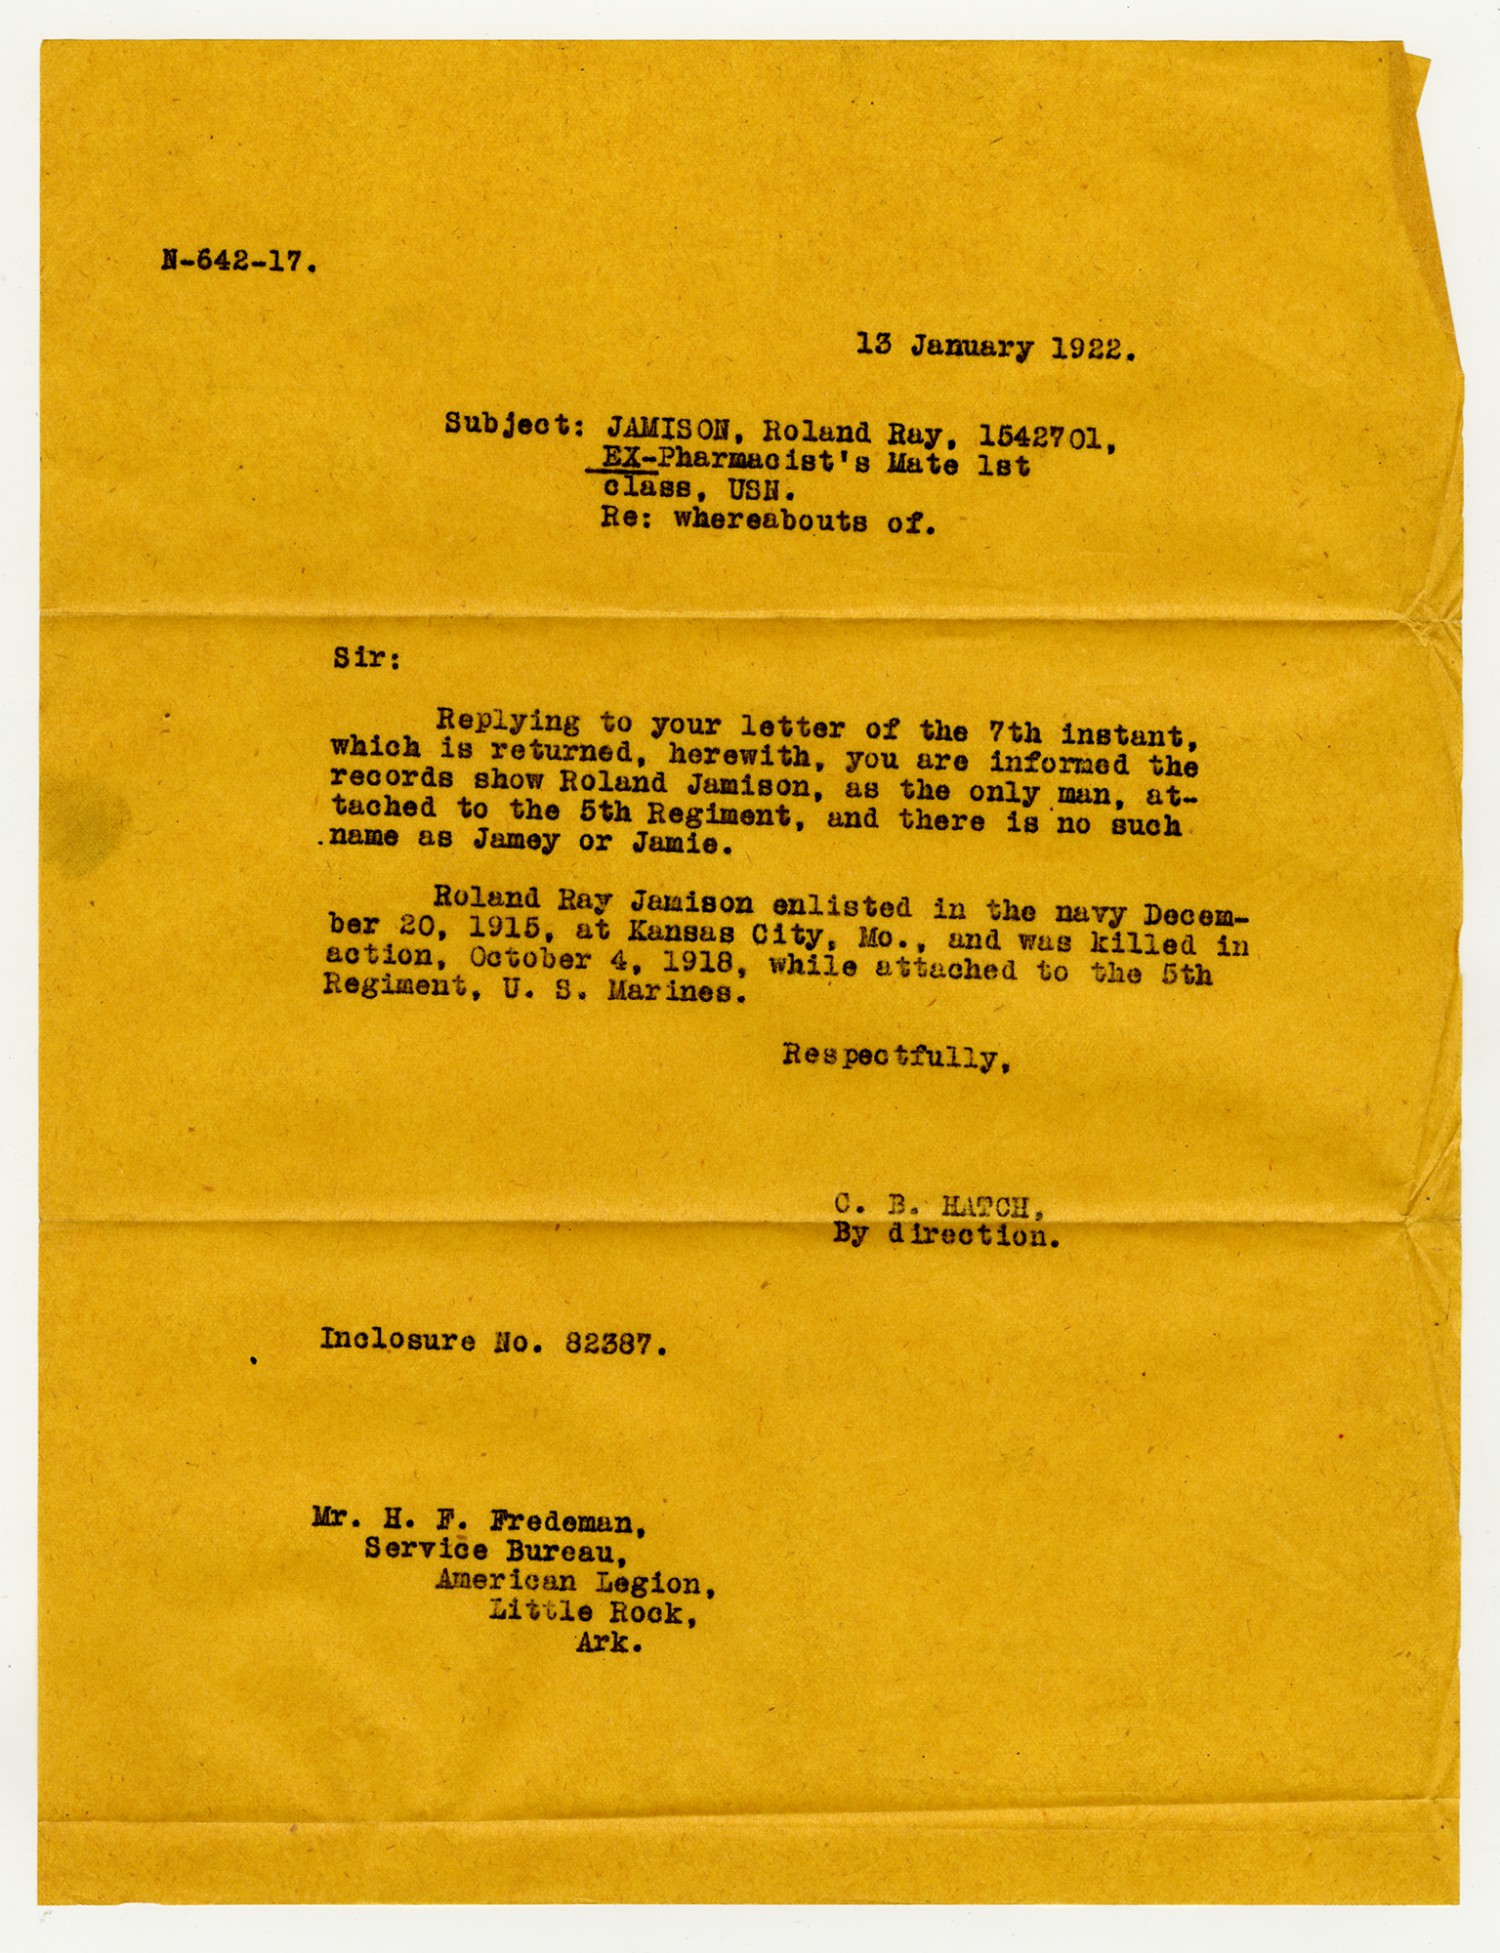 N-642-17.
13 January 1922.
Subject: JAMISON, Roland Ray, 1542701,
EX-Pharmacist's Mate 1st
class, USN.
Re: whereabouts of.
Sir:
Replying to your letter of the 7th instant,
which is returned, herewith, you are informed the
records show Roland Jamison, as the only man, at-
tached to the 5th Regiment, and there is no such
.name as Jamey or Jamie.
Roland Ray Jamison enlisted in the navy Decem-
ber 20, 1915, at Kansas City, Mo., and was killed in
action, October 4, 1918, while attached to the 5th
Regiment, U. S. Marines.
Respectfully,
C. B. HATCH,
By direction.
Inclosure No. 82387.
Mr. H. F. Fredeman,
Service Bureau,
American Legion,
Little Rock,
Ark.